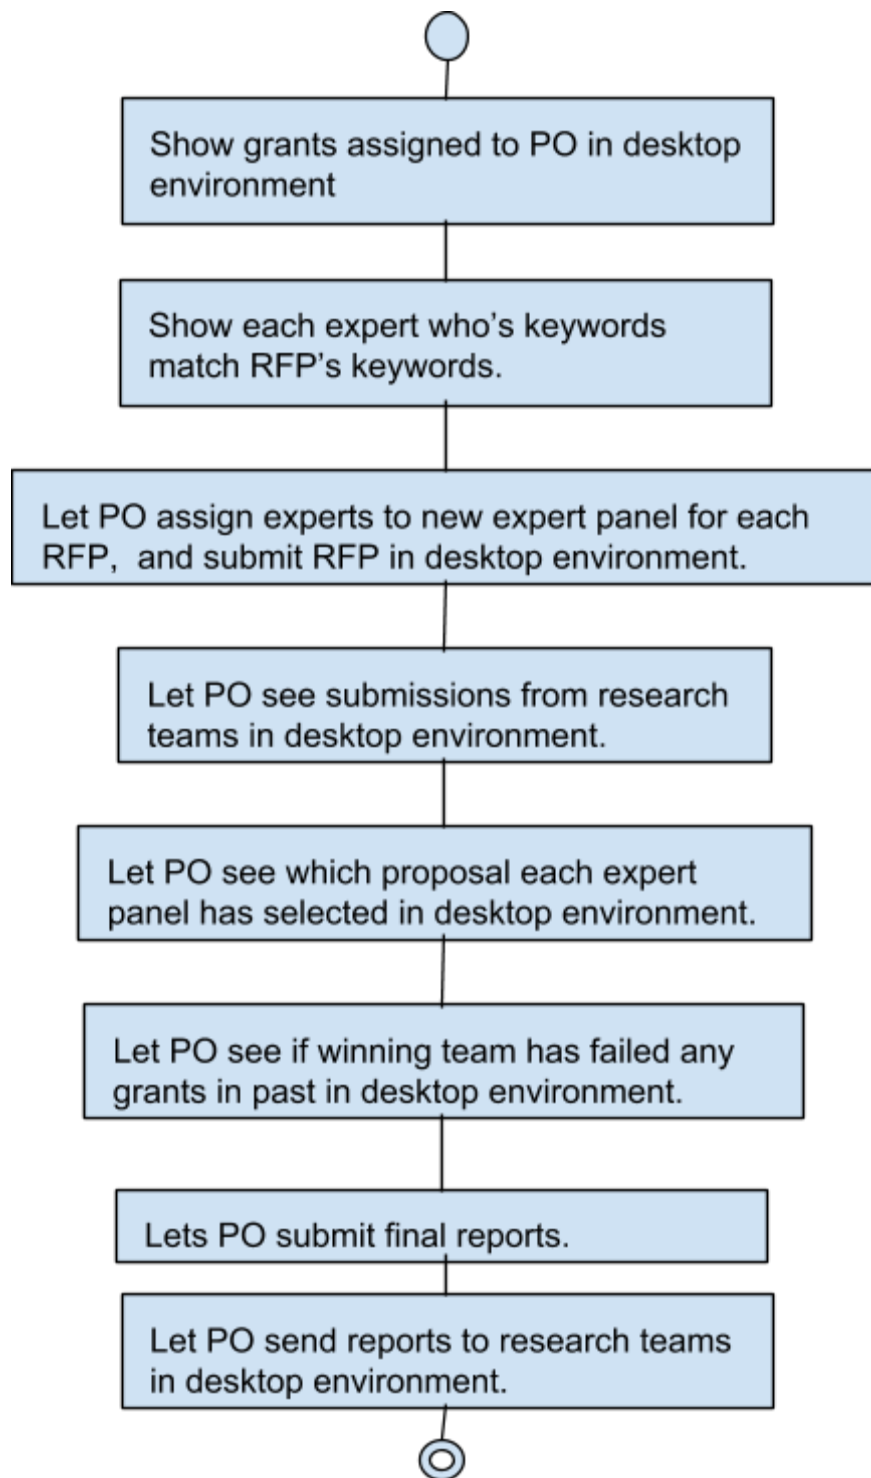 Show grants assigned to PO in desktop
environment
Show each expert who's keywords
match RFP's keywords.
Let PO assign experts to new expert panel for each
RFP,  and submit RFP in desktop environment.
Let PO see submissions from research
teams in desktop environment.
Let PO see which proposal each expert
panel has selected in desktop environment.
Let PO see if winning team has failed any
grants in past in desktop environment.
Lets PO submit final reports.
Let PO send reports to research teams
in desktop environment.